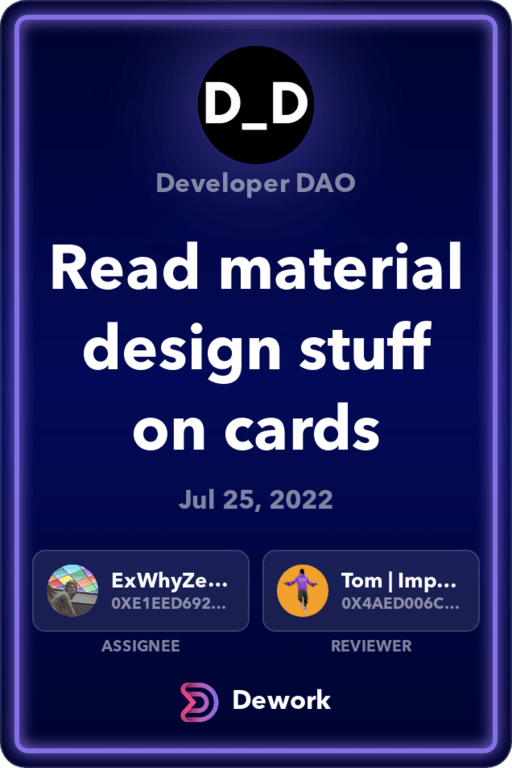 D_D
Developer DAO
Read material
design stuff
on cards
Jul 25, 2022
ExWhyZe...
0XE1EED692...
ASSIGNEE
Tom | Imp...
0X4AED006C...
REVIEWER
Dework